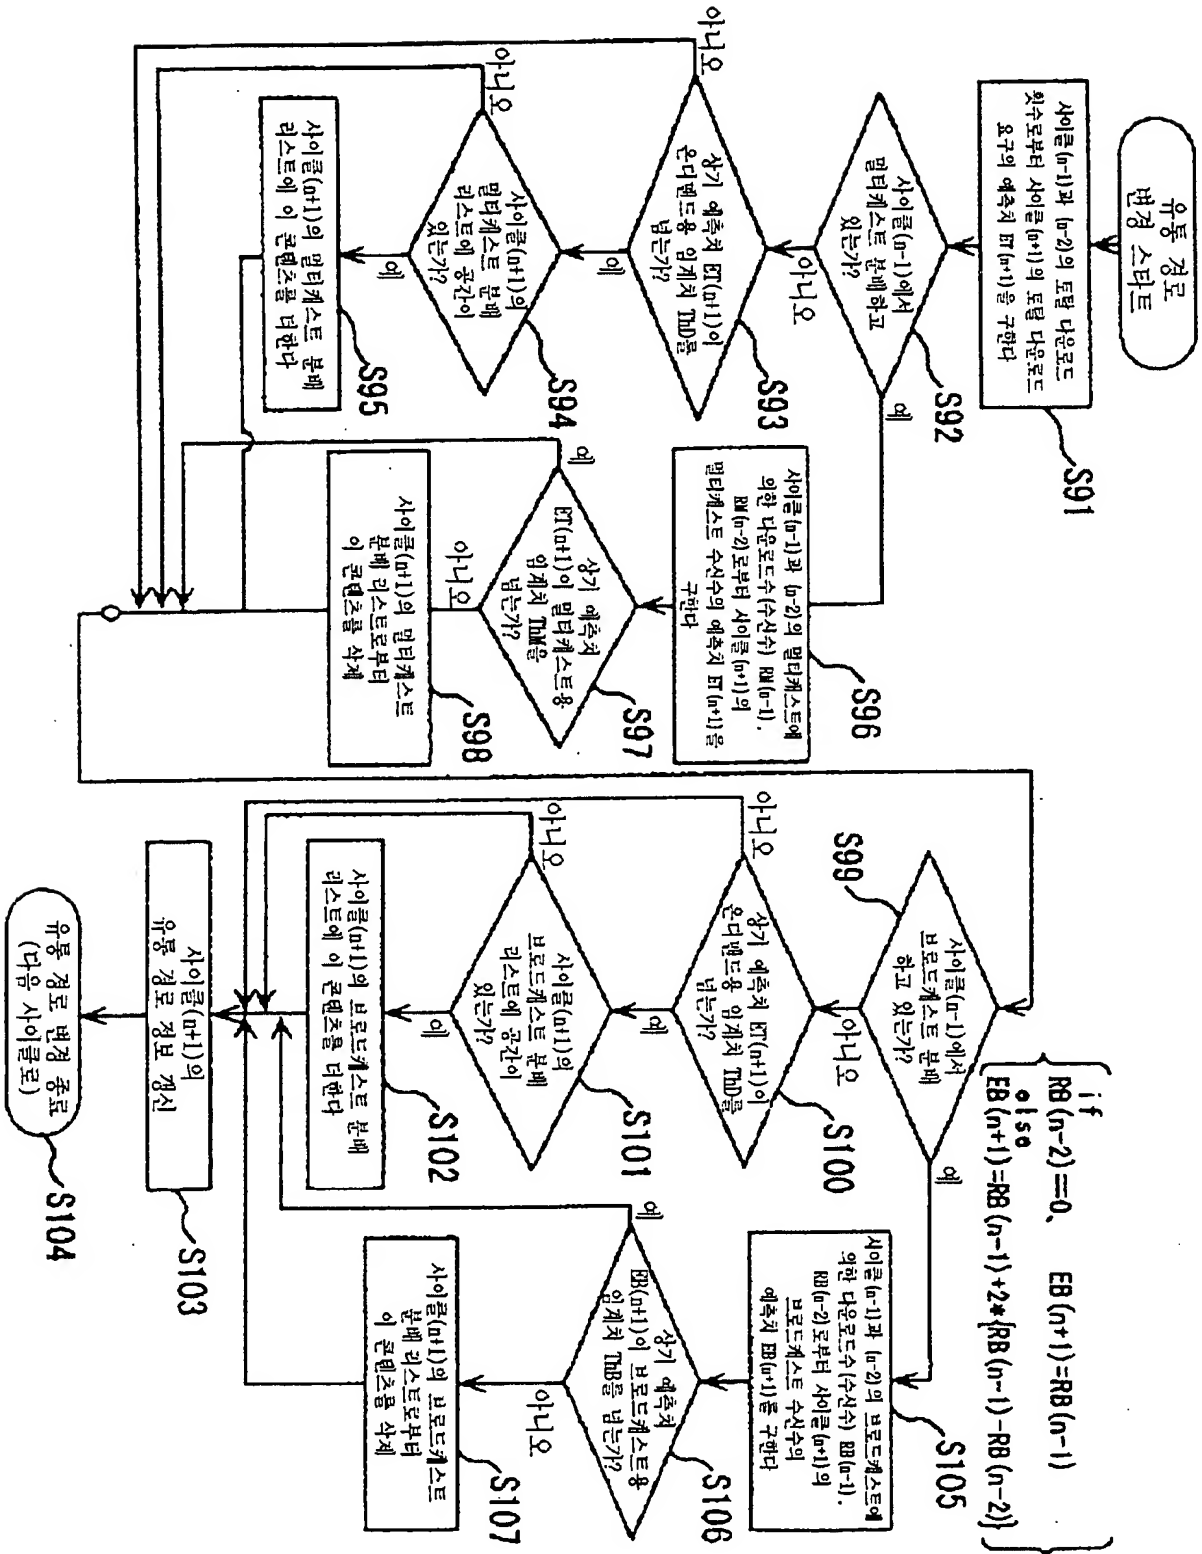 유통 경로
변경 스타트
사이클(n-1)과 (n-2)의 토탈 다운로드
횟수로부터 사이클(n+1)의 토탈 다운로드
요구의 예측치 ET(n+1)을 구한다
S91
사이클(n-1)에서
멀티캐스트 분배하고
있는가?
S92
예
아니오
상기 예측치 ET(n+1)이
온디맨드용 임계치 ThD를
넘는가?
S93
아니오
예
사이클(n+1)의
멀티캐스트 분배
리스트에 공간이
있는가?
S94
아니오
예
사이클(n+1)의 멀티캐스트 분배
리스트에 이 콘텐츠를 더한다
S95
사이클(n-1)과 (n-2)의 멀티캐스트에
의한 다운로드수(수신수) RM(n-1),
RM(n-2)로부터 사이클(n+1)의
멀티캐스트 수신수의 예측치 ET(n+1)을
구한다
S96
상기 예측치
ET(n+1)이 멀티캐스트용
임계치 ThM을
넘는가?
S97
예
아니오
사이클(n+1)의 멀티캐스트
분배 리스트로부터
이 콘텐츠를 삭제
S98
if
RB(n-2)==0、 EB(n+1)=RB(n-1)
else
EB(n+1)=RB(n-1)+2*{RB(n-1)-RB(n-2)}
사이클(n-1)에서
브로드캐스트 분배
하고 있는가?
S99
예
아니오
상기 예측치 ET(n+1)이
온디맨드용 임계치 ThD를
넘는가?
S100
아니오
예
사이클(n+1)의
브로드캐스트 분배
리스트에 공간이
있는가?
S101
아니오
예
사이클(n+1)의 브로드캐스트 분배
리스트에 이 콘텐츠를 더한다
S102
사이클(n+1)의
유통 경로 정보 갱신
S103
유통 경로 변경 종료
(다음 사이클로)
S104
사이클(n-1)과 (n-2)의 브로드캐스트에
의한 다운로드수(수신수) RB(n-1),
RB(n-2)로부터 사이클(n+1)의
브로드캐스트 수신수의
예측치 EB(n+1)를 구한다
S105
상기 예측치
EB(n+1)이 브로드캐스트용
임계치 ThB를 넘는가?
S106
예
아니오
사이클(n+1)의 브로드캐스트
분배 리스트로부터
이 콘텐츠를 삭제
S107